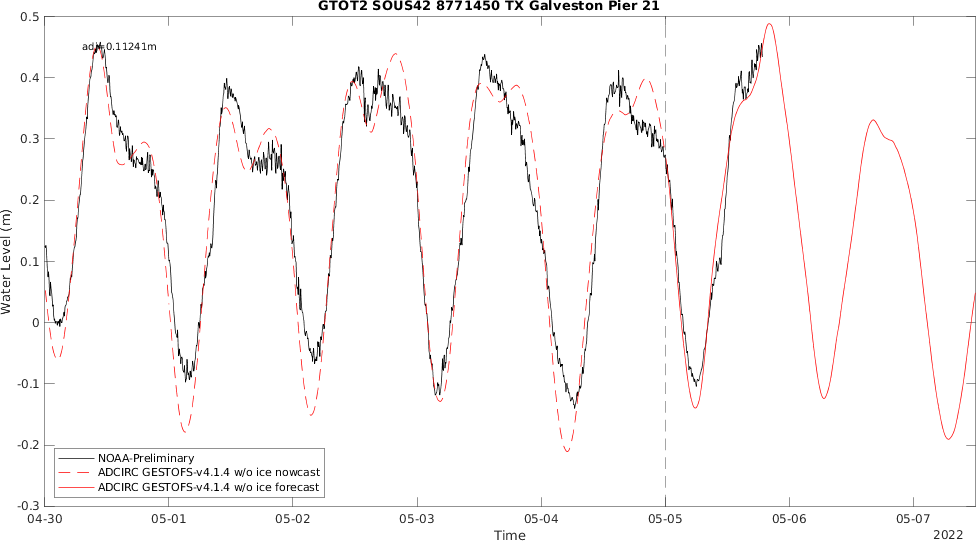 GTOT2 SOUS42 8771450 TX Galveston Pier 21
0.5
adj=0.11241m
0.4
0.3
0.2
0.1
0
-0.1
-0.2
-0.3
Water Level (m)
NOAA-Preliminary
ADCIRC GESTOFS-v4.1.4 w/o ice nowcast
ADCIRC GESTOFS-v4.1.4 w/o ice forecast
04-30 05-01 05-02 05-03 05-04 05-05 05-06 05-07
Time
2022